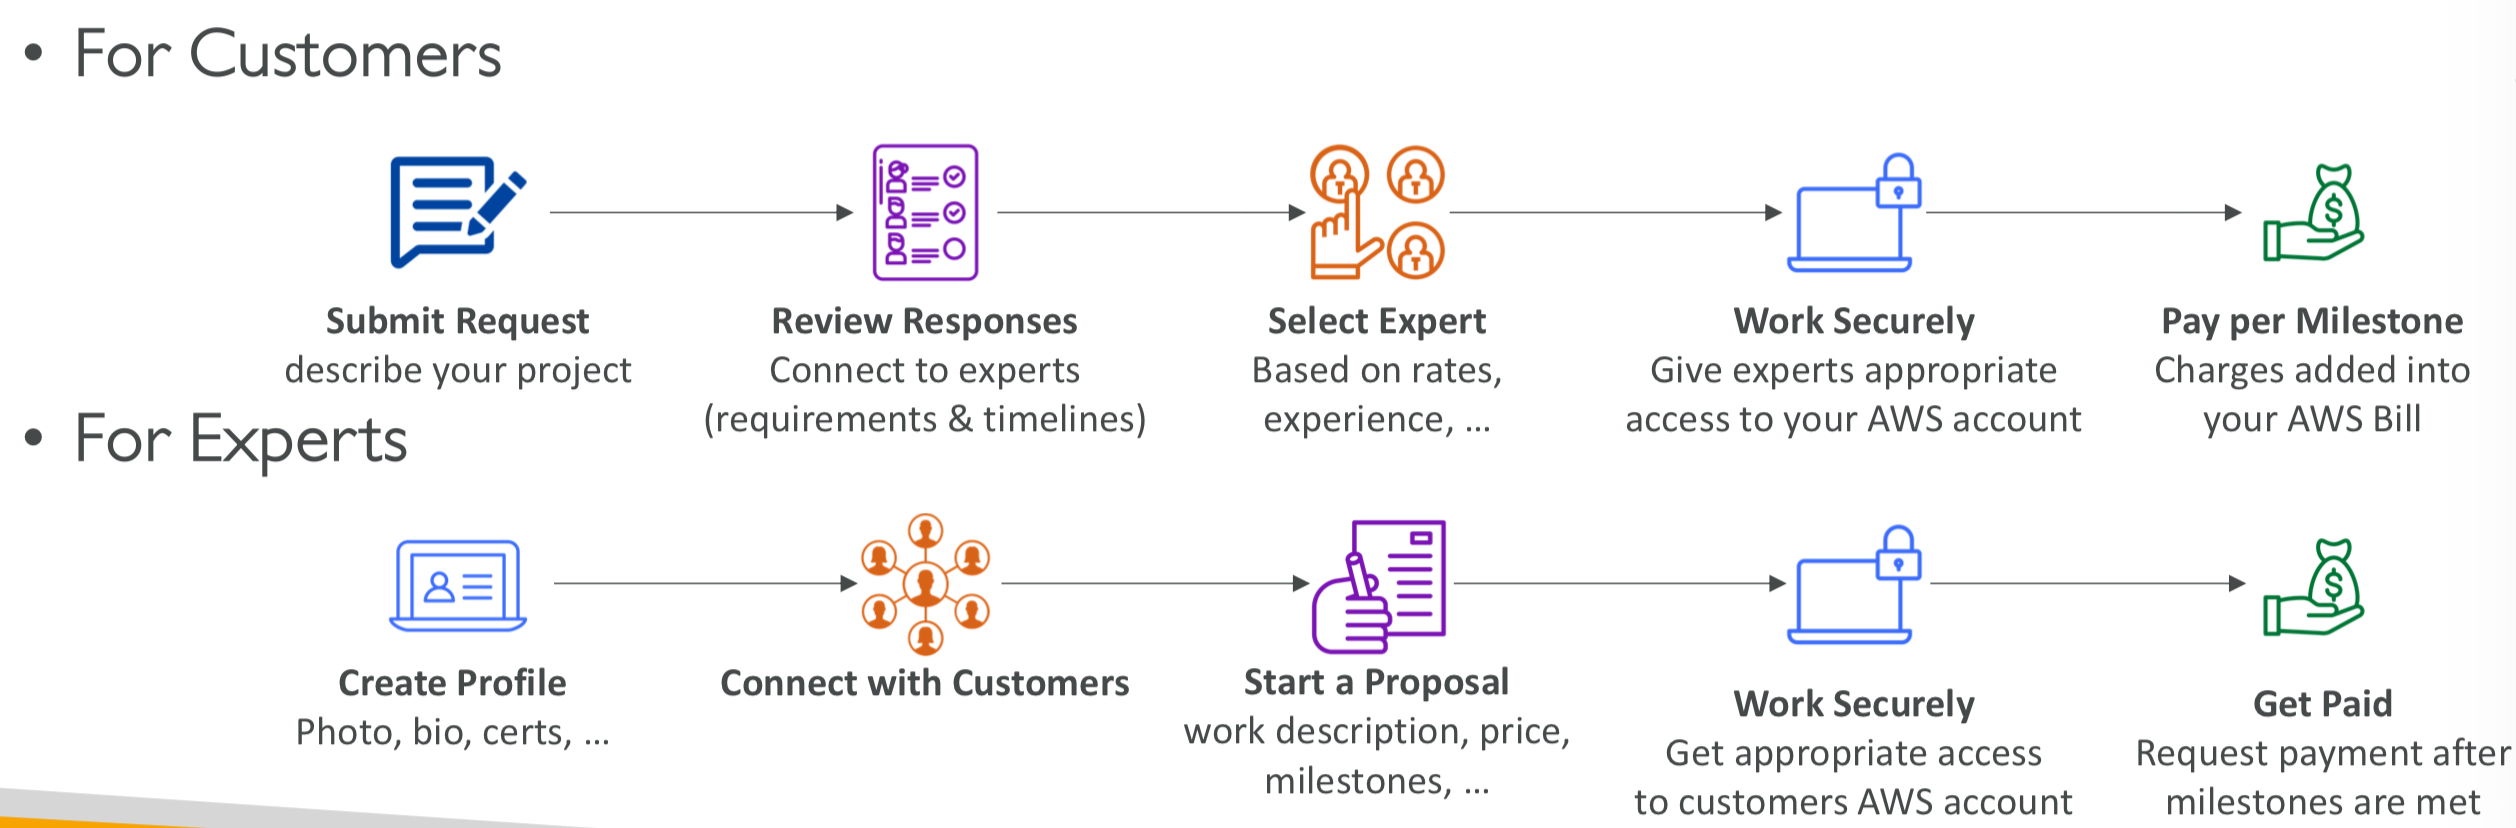 • For Customers
Submit Request
describe your project
Review Responses
Connect to experts
(requirements & timelines)
Select Expert
Based on rates,
experience, ...
Work Securely
Give experts appropriate
access to your AWS account
Pay per Milestone
Charges added into
your AWS Bill
• For Experts
Create Profile
Photo, bio, certs, ...
Connect with Customers
Start a Proposal
work description, price,
milestones, ...
Work Securely
Get appropriate access
to customers AWS account
Get Paid
Request payment after
milestones are met